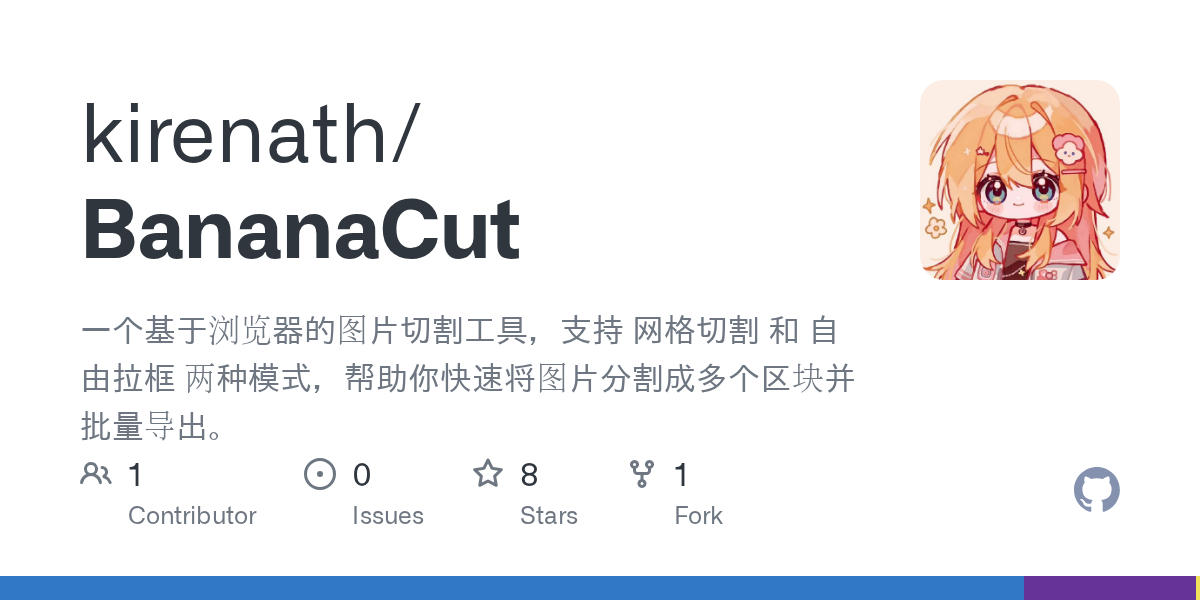 kirenath/
BananaCut
一个基于浏览器的图片切割工具，支持 网格切割 和 自
由拉框 两种模式，帮助你快速将图片分割成多个区块并
批量导出。
1 0 8 1
Contributor Issues Stars Fork